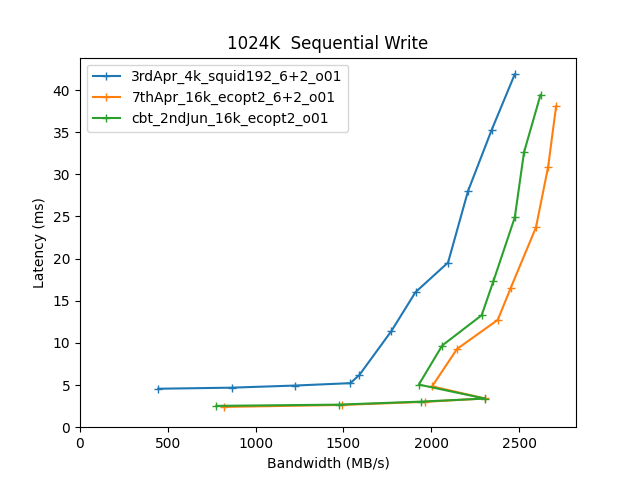 1024K  Sequential Write
3rdApr_4k_squid192_6+2_o01
7thApr_16k_ecopt2_6+2_o01
cbt_2ndJun_16k_ecopt2_o01
Latency (ms)
40
35
30
25
20
15
10
5
0
0 500 1000 1500 2000 2500
Bandwidth (MB/s)